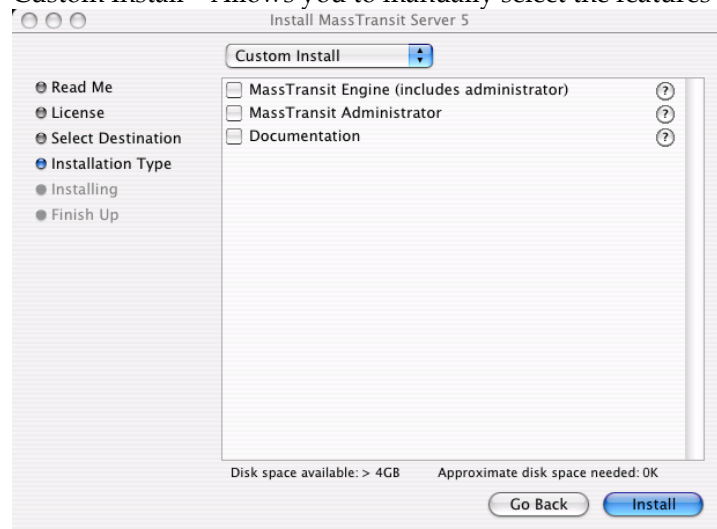 Custom Install - Allows you to manually select the features
Install MassTransit Server 5
Custom Install
Read Me
License
Select Destination
Installation Type
Installing
Finish Up
MassTransit Engine (includes administrator)
?
MassTransit Administrator
?
Documentation
?
Disk space available: > 4GB Approximate disk space needed: 0K
Go Back Install